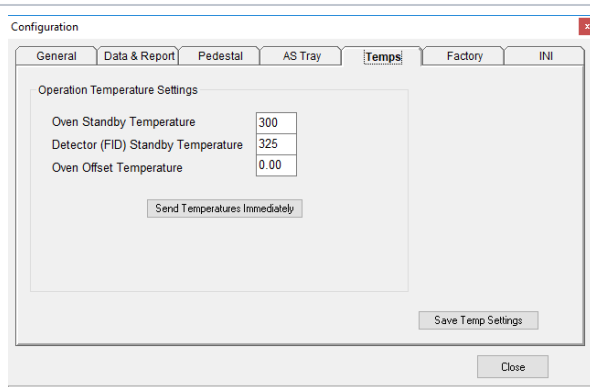 Configuration
x
General Data & Report Pedestal AS Tray Temps Factory INI
Operation Temperature Settings
Oven Standby Temperature 300
Detector (FID) Standby Temperature 325
Oven Offset Temperature 0.00
Send Temperatures Immediately
Save Temp Settings
Close